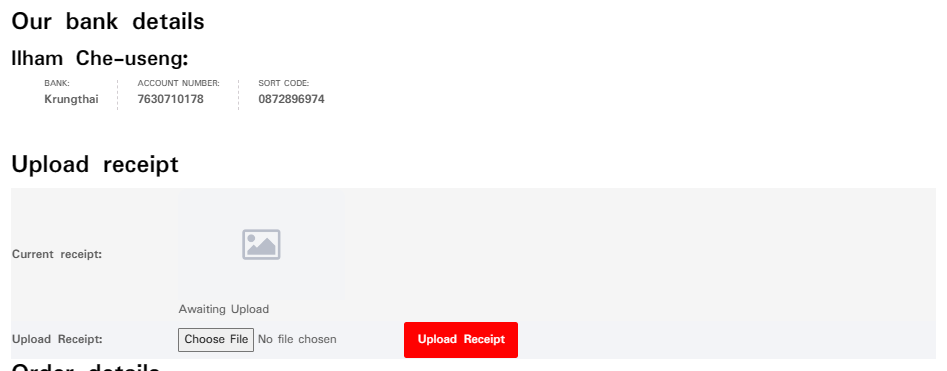 Our bank details
Ilham Che-useng:
BANK: ACCOUNT NUMBER: SORT CODE:
Krungthai 7630710178 0872896974
Upload receipt
Current receipt:
Awaiting Upload
Upload Receipt: Choose File No file chosen Upload Receipt
Order details